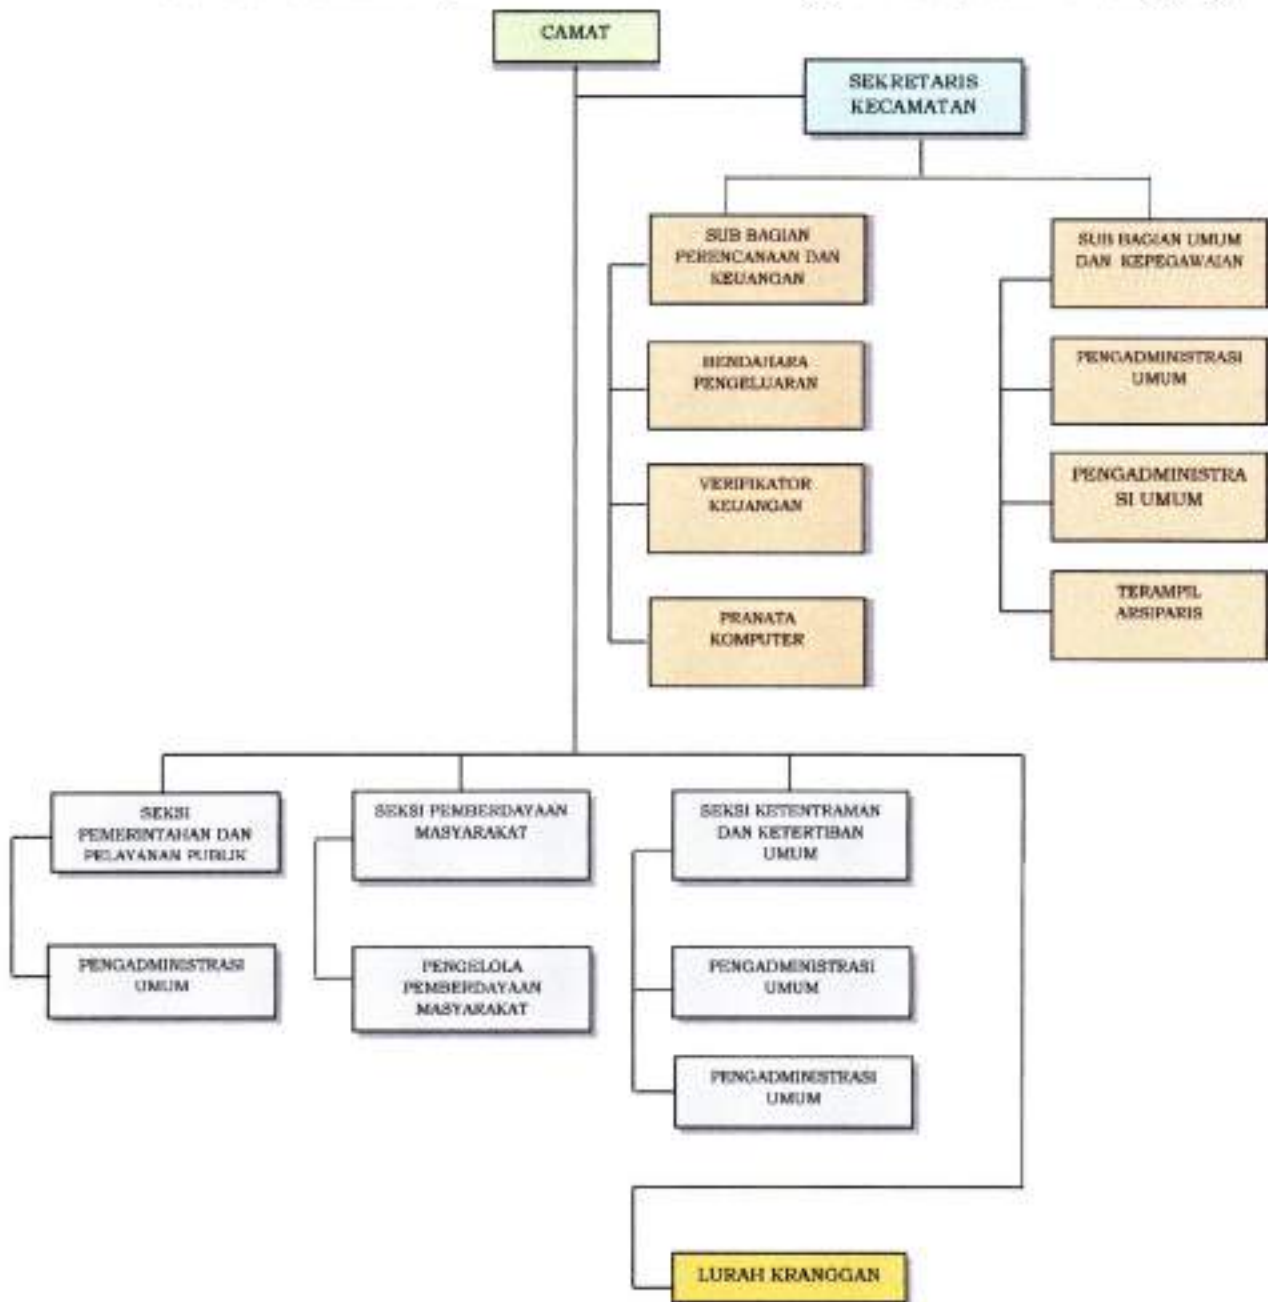 CAMAT
SEKRETARIS
KECAMATAN
SUB BAGIAN
PERENCANAAN DAN
KEUANGAN
SUB BAGIAN UMUM
DAN KEPEGAWAIAN
BENDAHARA
PENGELUARAN
PENGADMINISTRASI
UMUM
VERIFIKATOR
KEUANGAN
PENGADMINISTRA
SI UMUM
PRANATA
KOMPUTER
TERAMPIL
ARSIPARIS
SEKSI
PEMERINTAHAN DAN
PELAYANAN PUBLIK
SEKSI PEMBERDAYAAN
MASYARAKAT
SEKSI KETENTRAMAN
DAN KETERTIBAN
UMUM
PENGADMINISTRASI
UMUM
PENGELOLA
PEMBERDAYAAN
MASYARAKAT
PENGADMINISTRASI
UMUM
PENGADMINISTRASI
UMUM
LURAH KRANGGAN